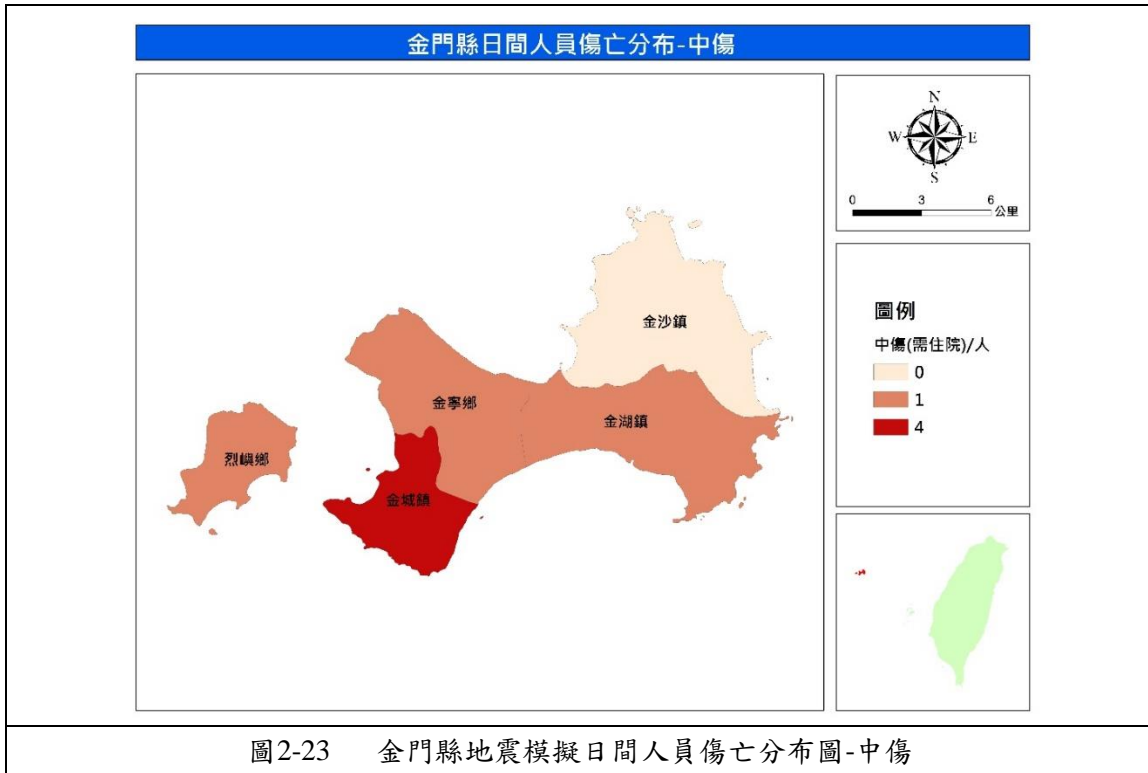 金門縣日間人員傷亡分布-中傷
N
W
E
S
0 3 6 公里
金沙鎮
金寧鄉
金湖鎮
烈嶼鄉
金城鎮
圖例
中傷(需住院)/人
0
1
4
圖2-23 金門縣地震模擬日間人員傷亡分布圖-中傷